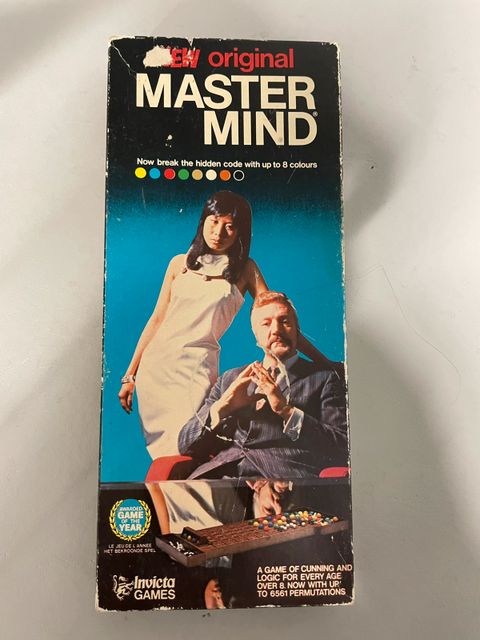 NEW original
MASTER
MIND®
Now break the hidden code with up to 8 colours
AWARDED
GAME
OF THE
YEAR
LE JEU DE L'ANNEE
HET BEKROONDE SPEL
Invicta
GAMES
A GAME OF CUNNING AND
LOGIC FOR EVERY AGE
OVER 8. NOW WITH UP
TO 6561 PERMUTATIONS